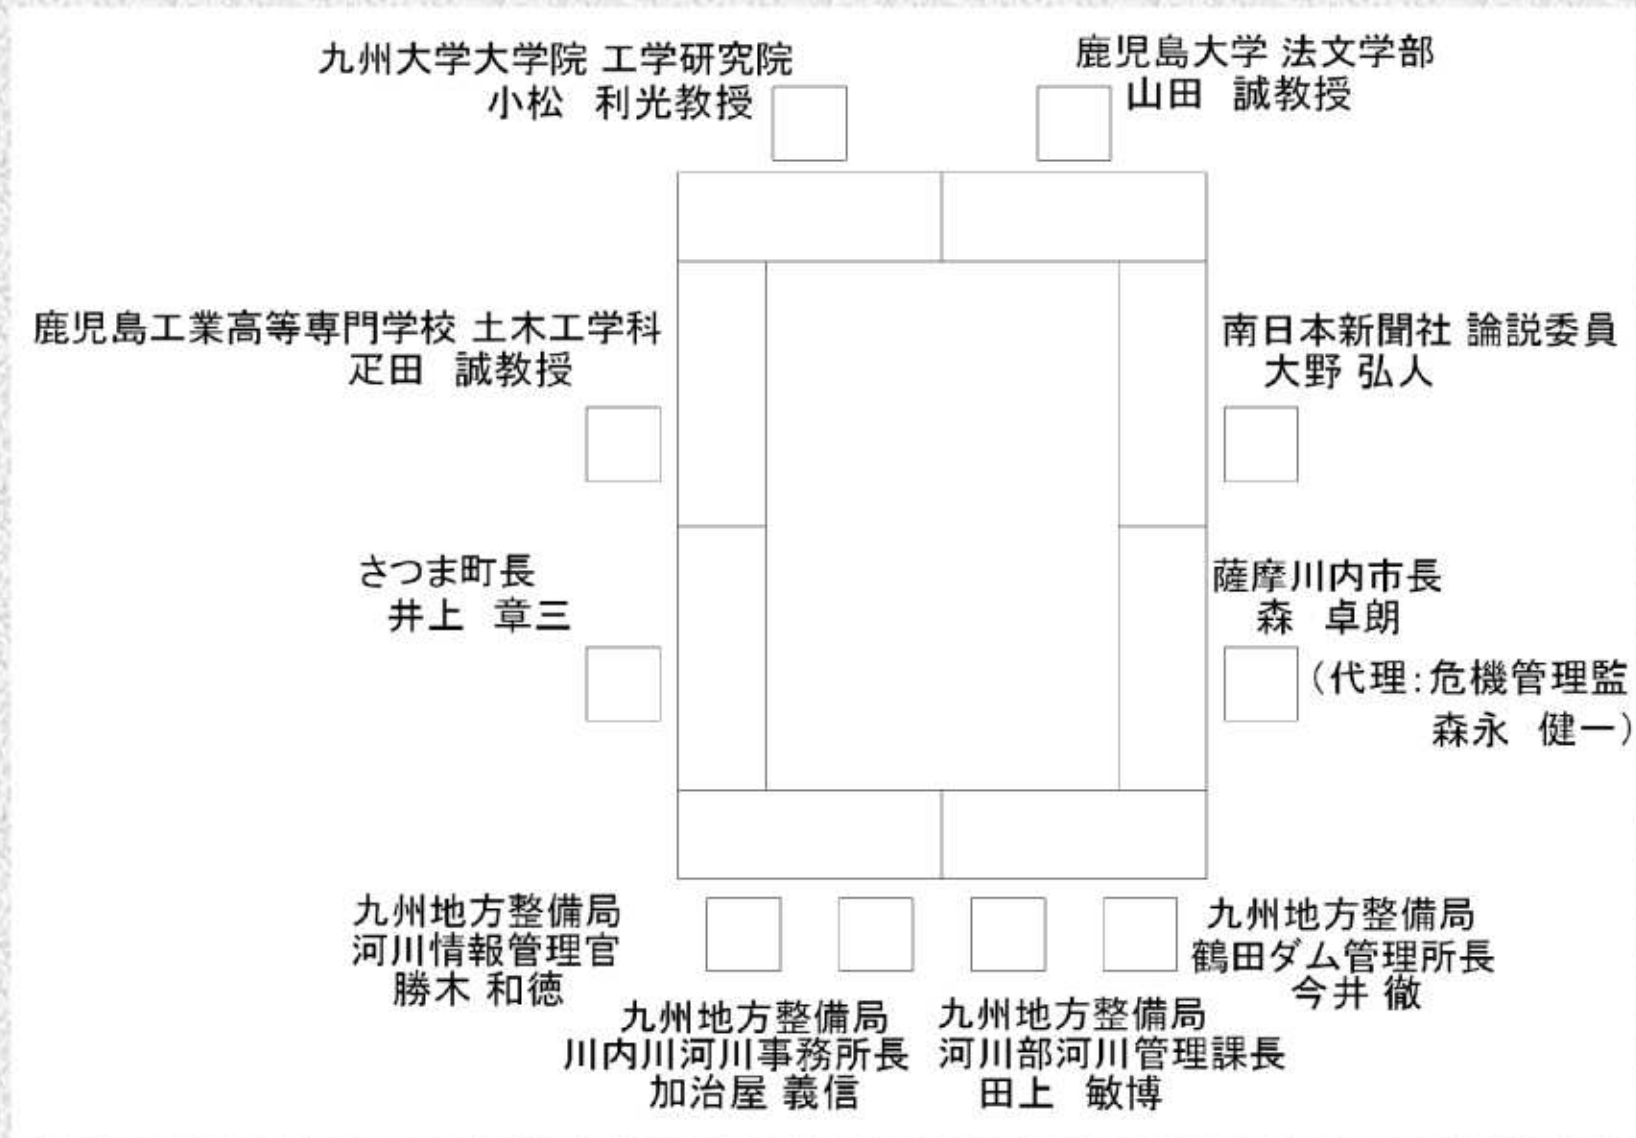 九州大学大学院 工学研究院
小松　利光教授
鹿児島大学 法文学部
山田　誠教授
鹿児島工業高等専門学校 土木工学科
疋田　誠教授
南日本新聞社 論説委員
大野 弘人
さつま町長
井上　章三
薩摩川内市長
森　卓朗
（代理：危機管理監
森永　健一）
九州地方整備局
河川情報管理官
勝木 和徳
九州地方整備局
川内川河川事務所長
加治屋 義信
九州地方整備局
河川部河川管理課長
田上　敏博
九州地方整備局
鶴田ダム管理所長
今井 徹